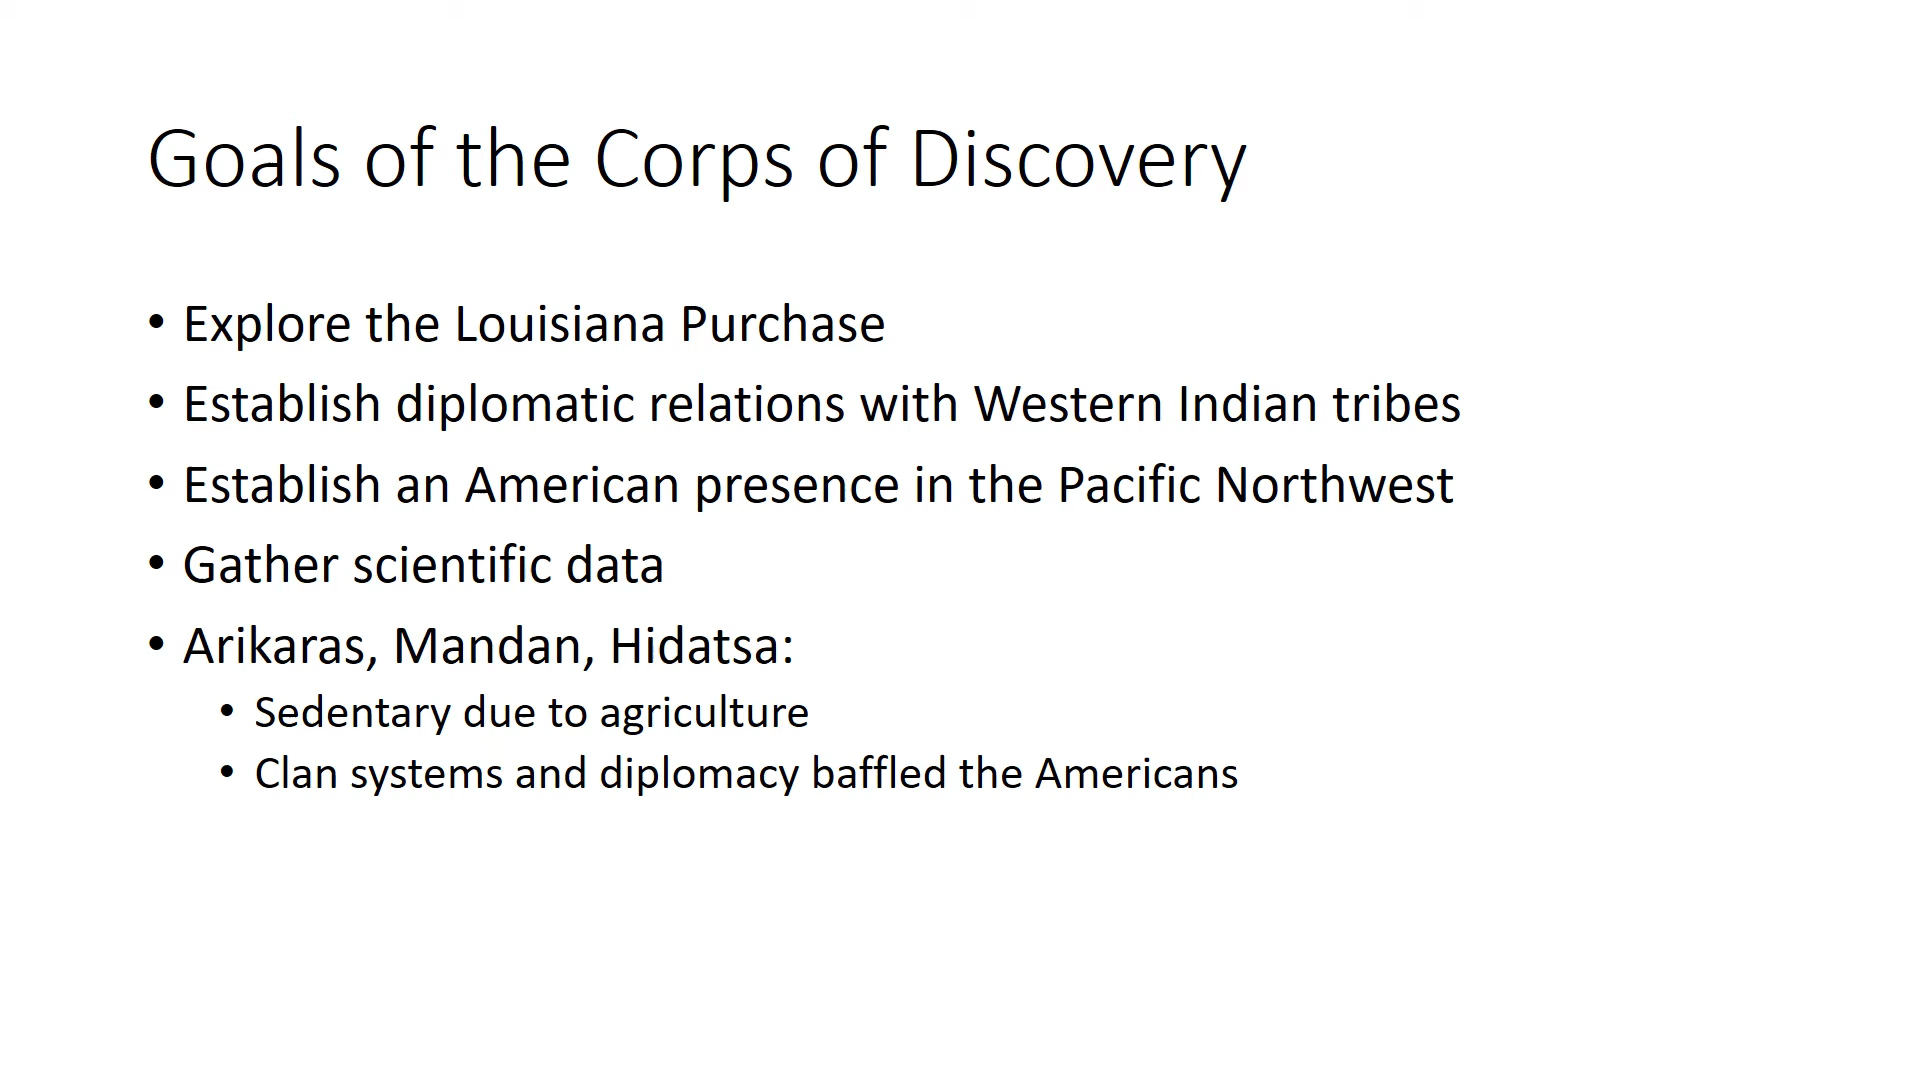 Goals of the Corps of Discovery
• Explore the Louisiana Purchase
• Establish diplomatic relations with Western Indian tribes
• Establish an American presence in the Pacific Northwest
• Gather scientific data
• Arikaras, Mandan, Hidatsa:
• Sedentary due to agriculture
• Clan systems and diplomacy baffled the Americans